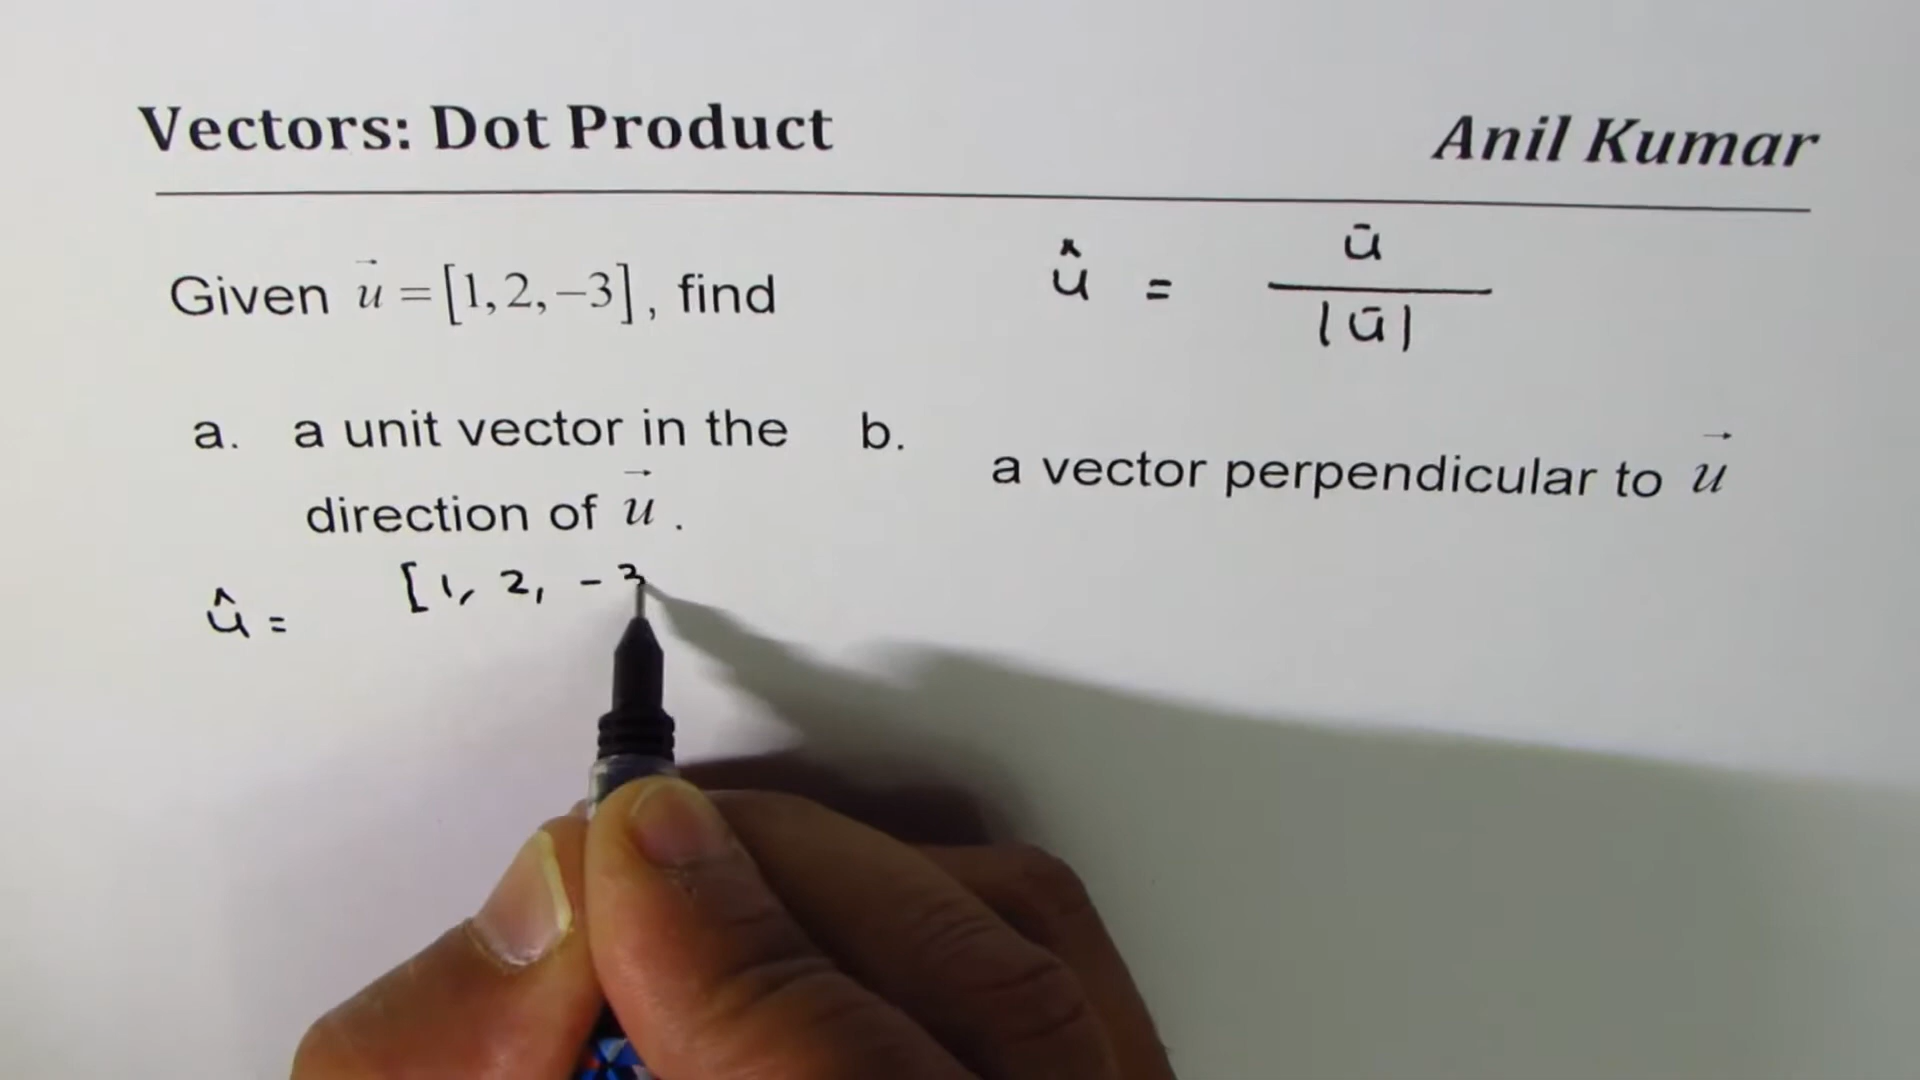 Vectors: Dot Product
Anil Kumar
Given u⃗ = [1, 2, −3], find
û = ū / |ū|
a. a unit vector in the
direction of u⃗ .
b. a vector perpendicular to u⃗
û = [1, 2, - 3